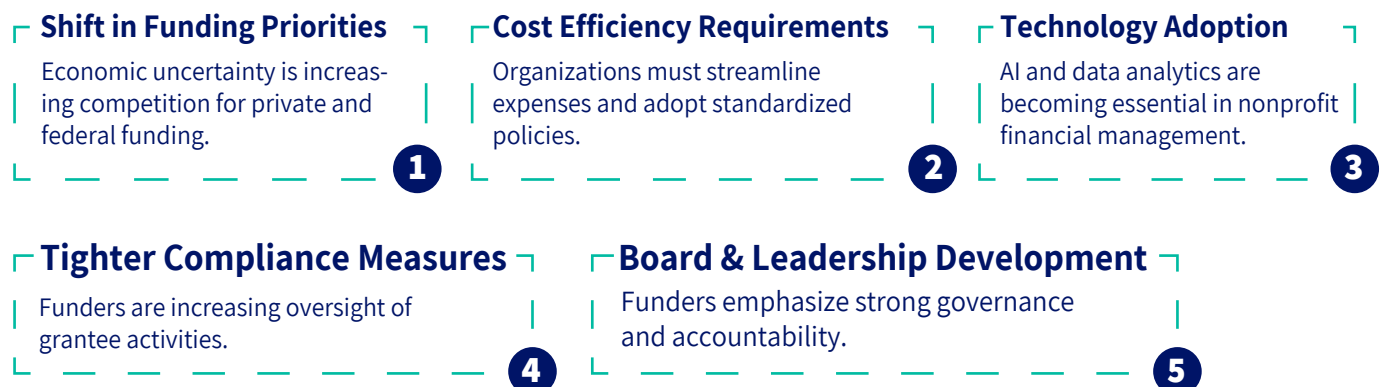 Shift in Funding Priorities
Economic uncertainty is increas-
ing competition for private and
federal funding.
1
Cost Efficiency Requirements
Organizations must streamline
expenses and adopt standardized
policies.
2
Technology Adoption
AI and data analytics are
becoming essential in nonprofit
financial management.
3
Tighter Compliance Measures
Funders are increasing oversight of
grantee activities.
4
Board & Leadership Development
Funders emphasize strong governance
and accountability.
5